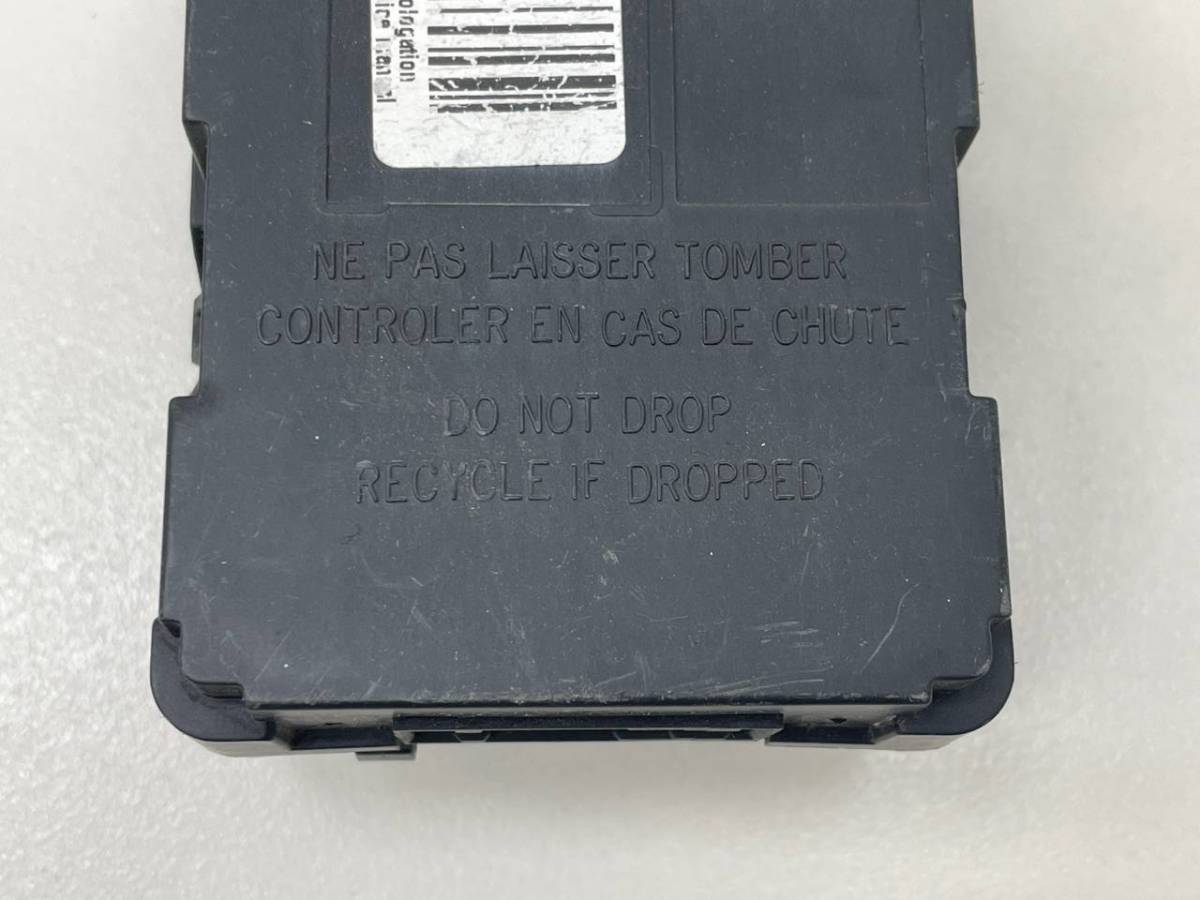 NE PAS LAISSER TOMBER
CONTROLER EN CAS DE CHUTE
DO NOT DROP
RECYCLE IF DROPPED